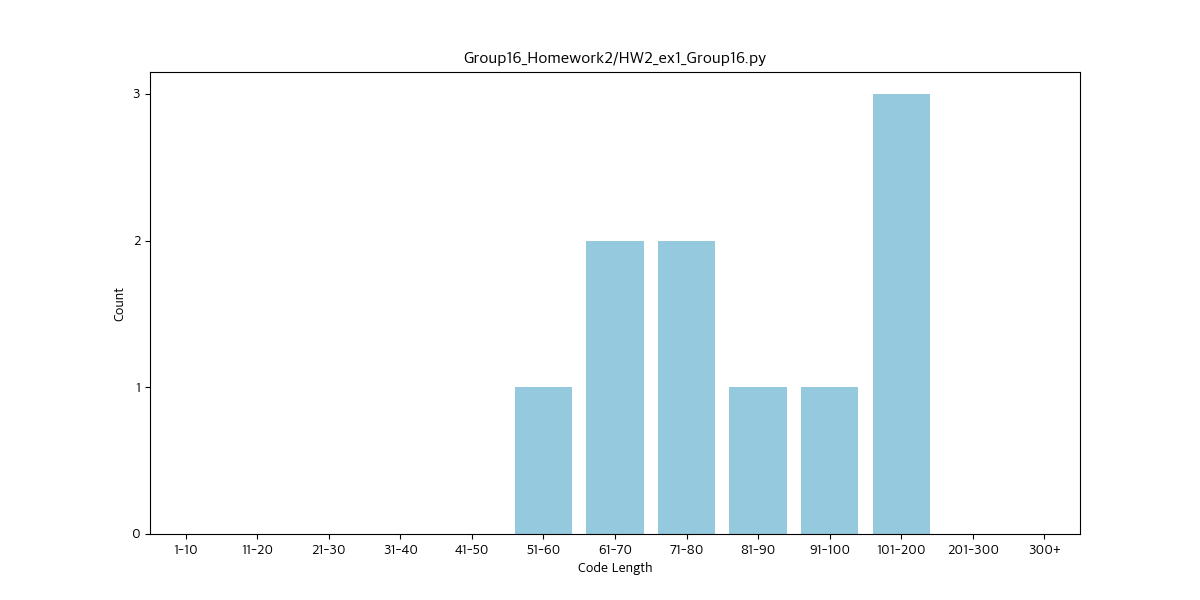 Group16_Homework2/HW2_ex1_Group16.py
3
2
1
0
Count
1-10 11-20 21-30 31-40 41-50 51-60 61-70 71-80 81-90 91-100 101-200 201-300 300+
Code Length